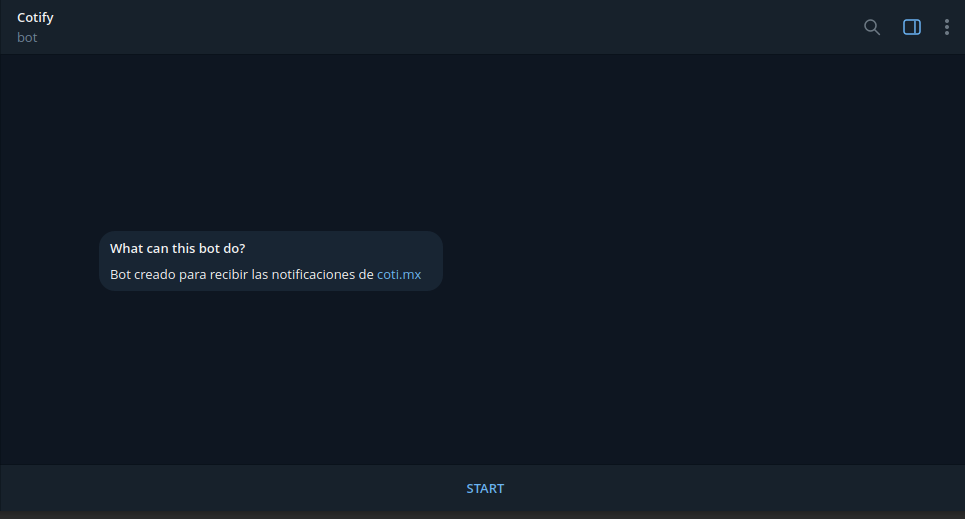 Cotify
bot
What can this bot do?
Bot creado para recibir las notificaciones de coti.mx
START